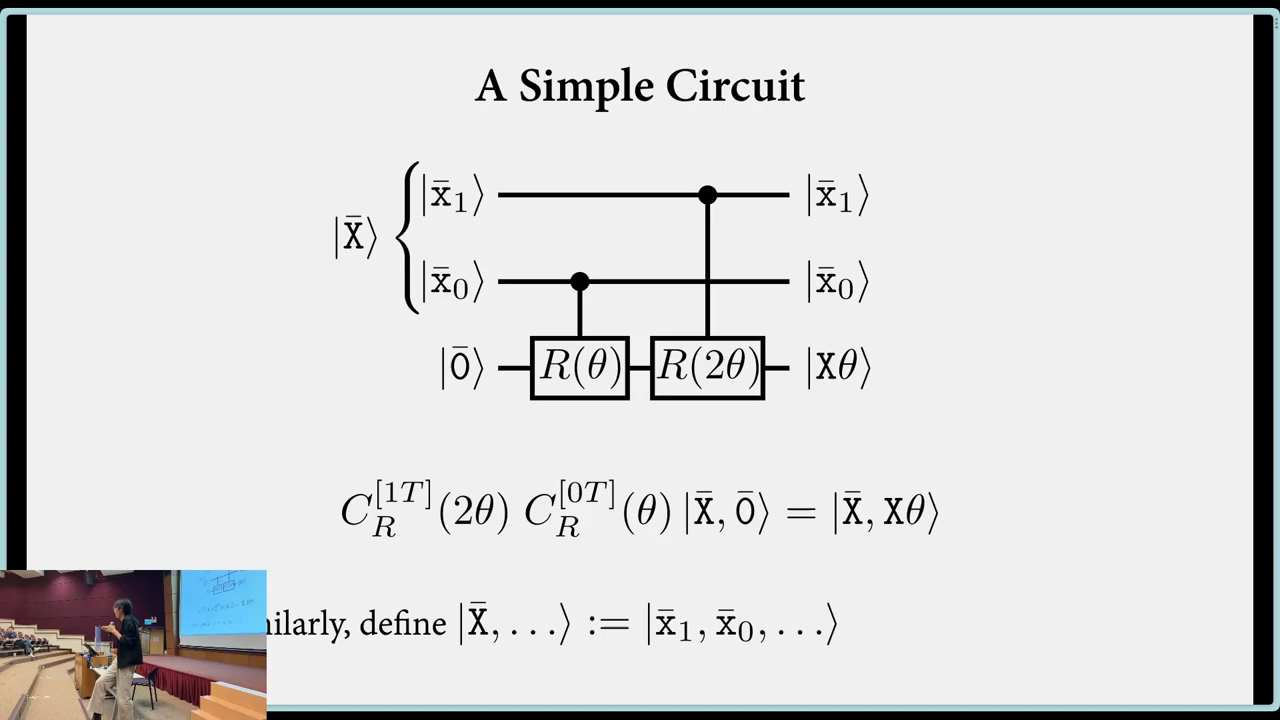 A Simple Circuit
|X̄⟩ { |x̄₁⟩ |x̄₁⟩
|x̄₀⟩ |x̄₀⟩
|0̄⟩ R(θ) R(2θ) |Xθ⟩
C_R^{[1T]}(2θ) C_R^{[0T]}(θ) |X̄, 0̄⟩ = |X̄, Xθ⟩
define |X̄, ...⟩ := |x̄₁, x̄₀, ...⟩